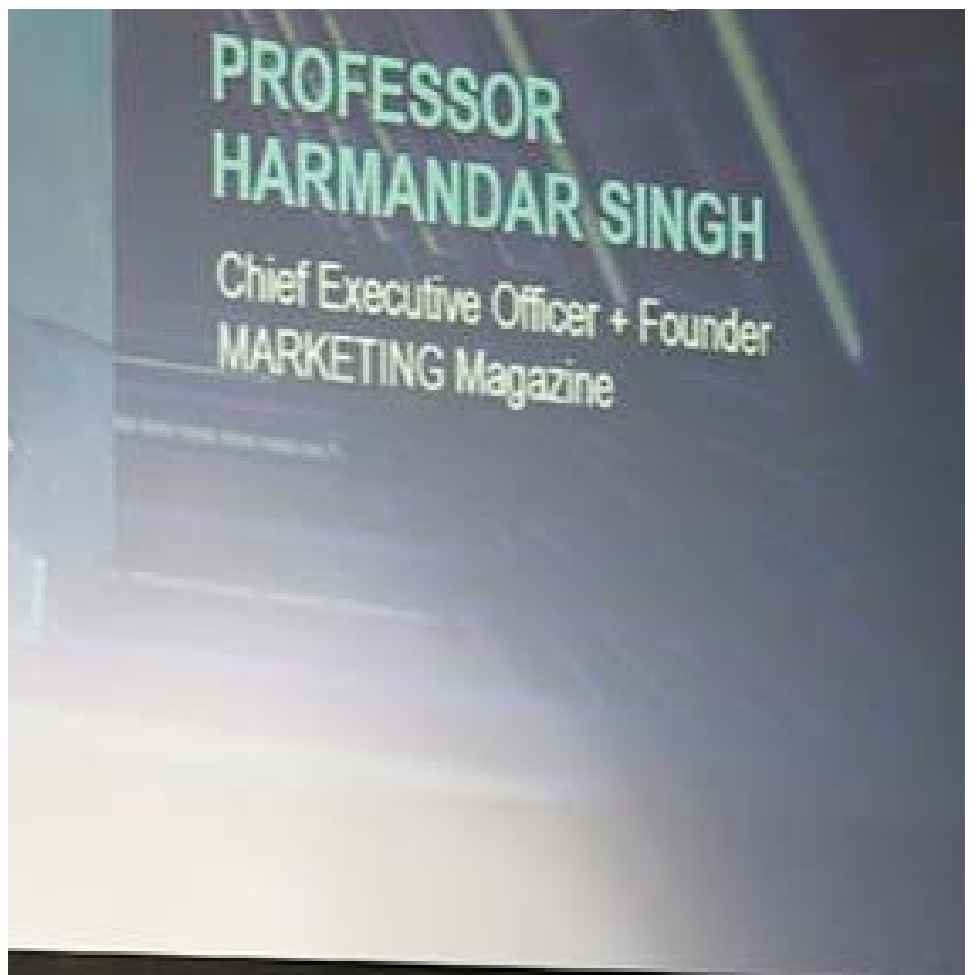 PROFESSOR
HARMANDAR SINGH
Chief Executive Officer + Founder
MARKETING Magazine